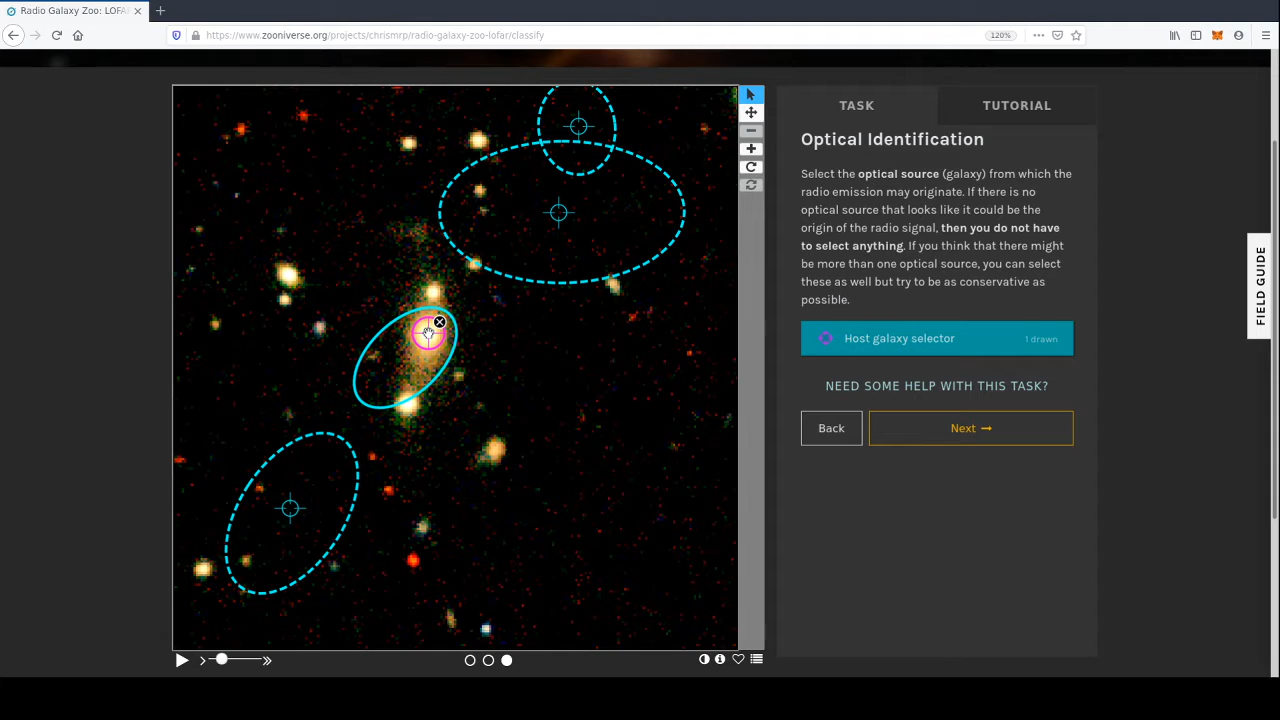 Radio Galaxy Zoo: LOFAR
https://www.zooniverse.org/projects/chrismrp/radio-galaxy-zoo-lofar/classify
120%
TASK
TUTORIAL
Optical Identification
Select the optical source (galaxy) from which the
radio emission may originate. If there is no
optical source that looks like it could be the
origin of the radio signal, then you do not have
to select anything. If you think that there might
be more than one optical source, you can select
these as well but try to be as conservative as
possible.
Host galaxy selector
1 drawn
NEED SOME HELP WITH THIS TASK?
Back
Next
FIELD GUIDE